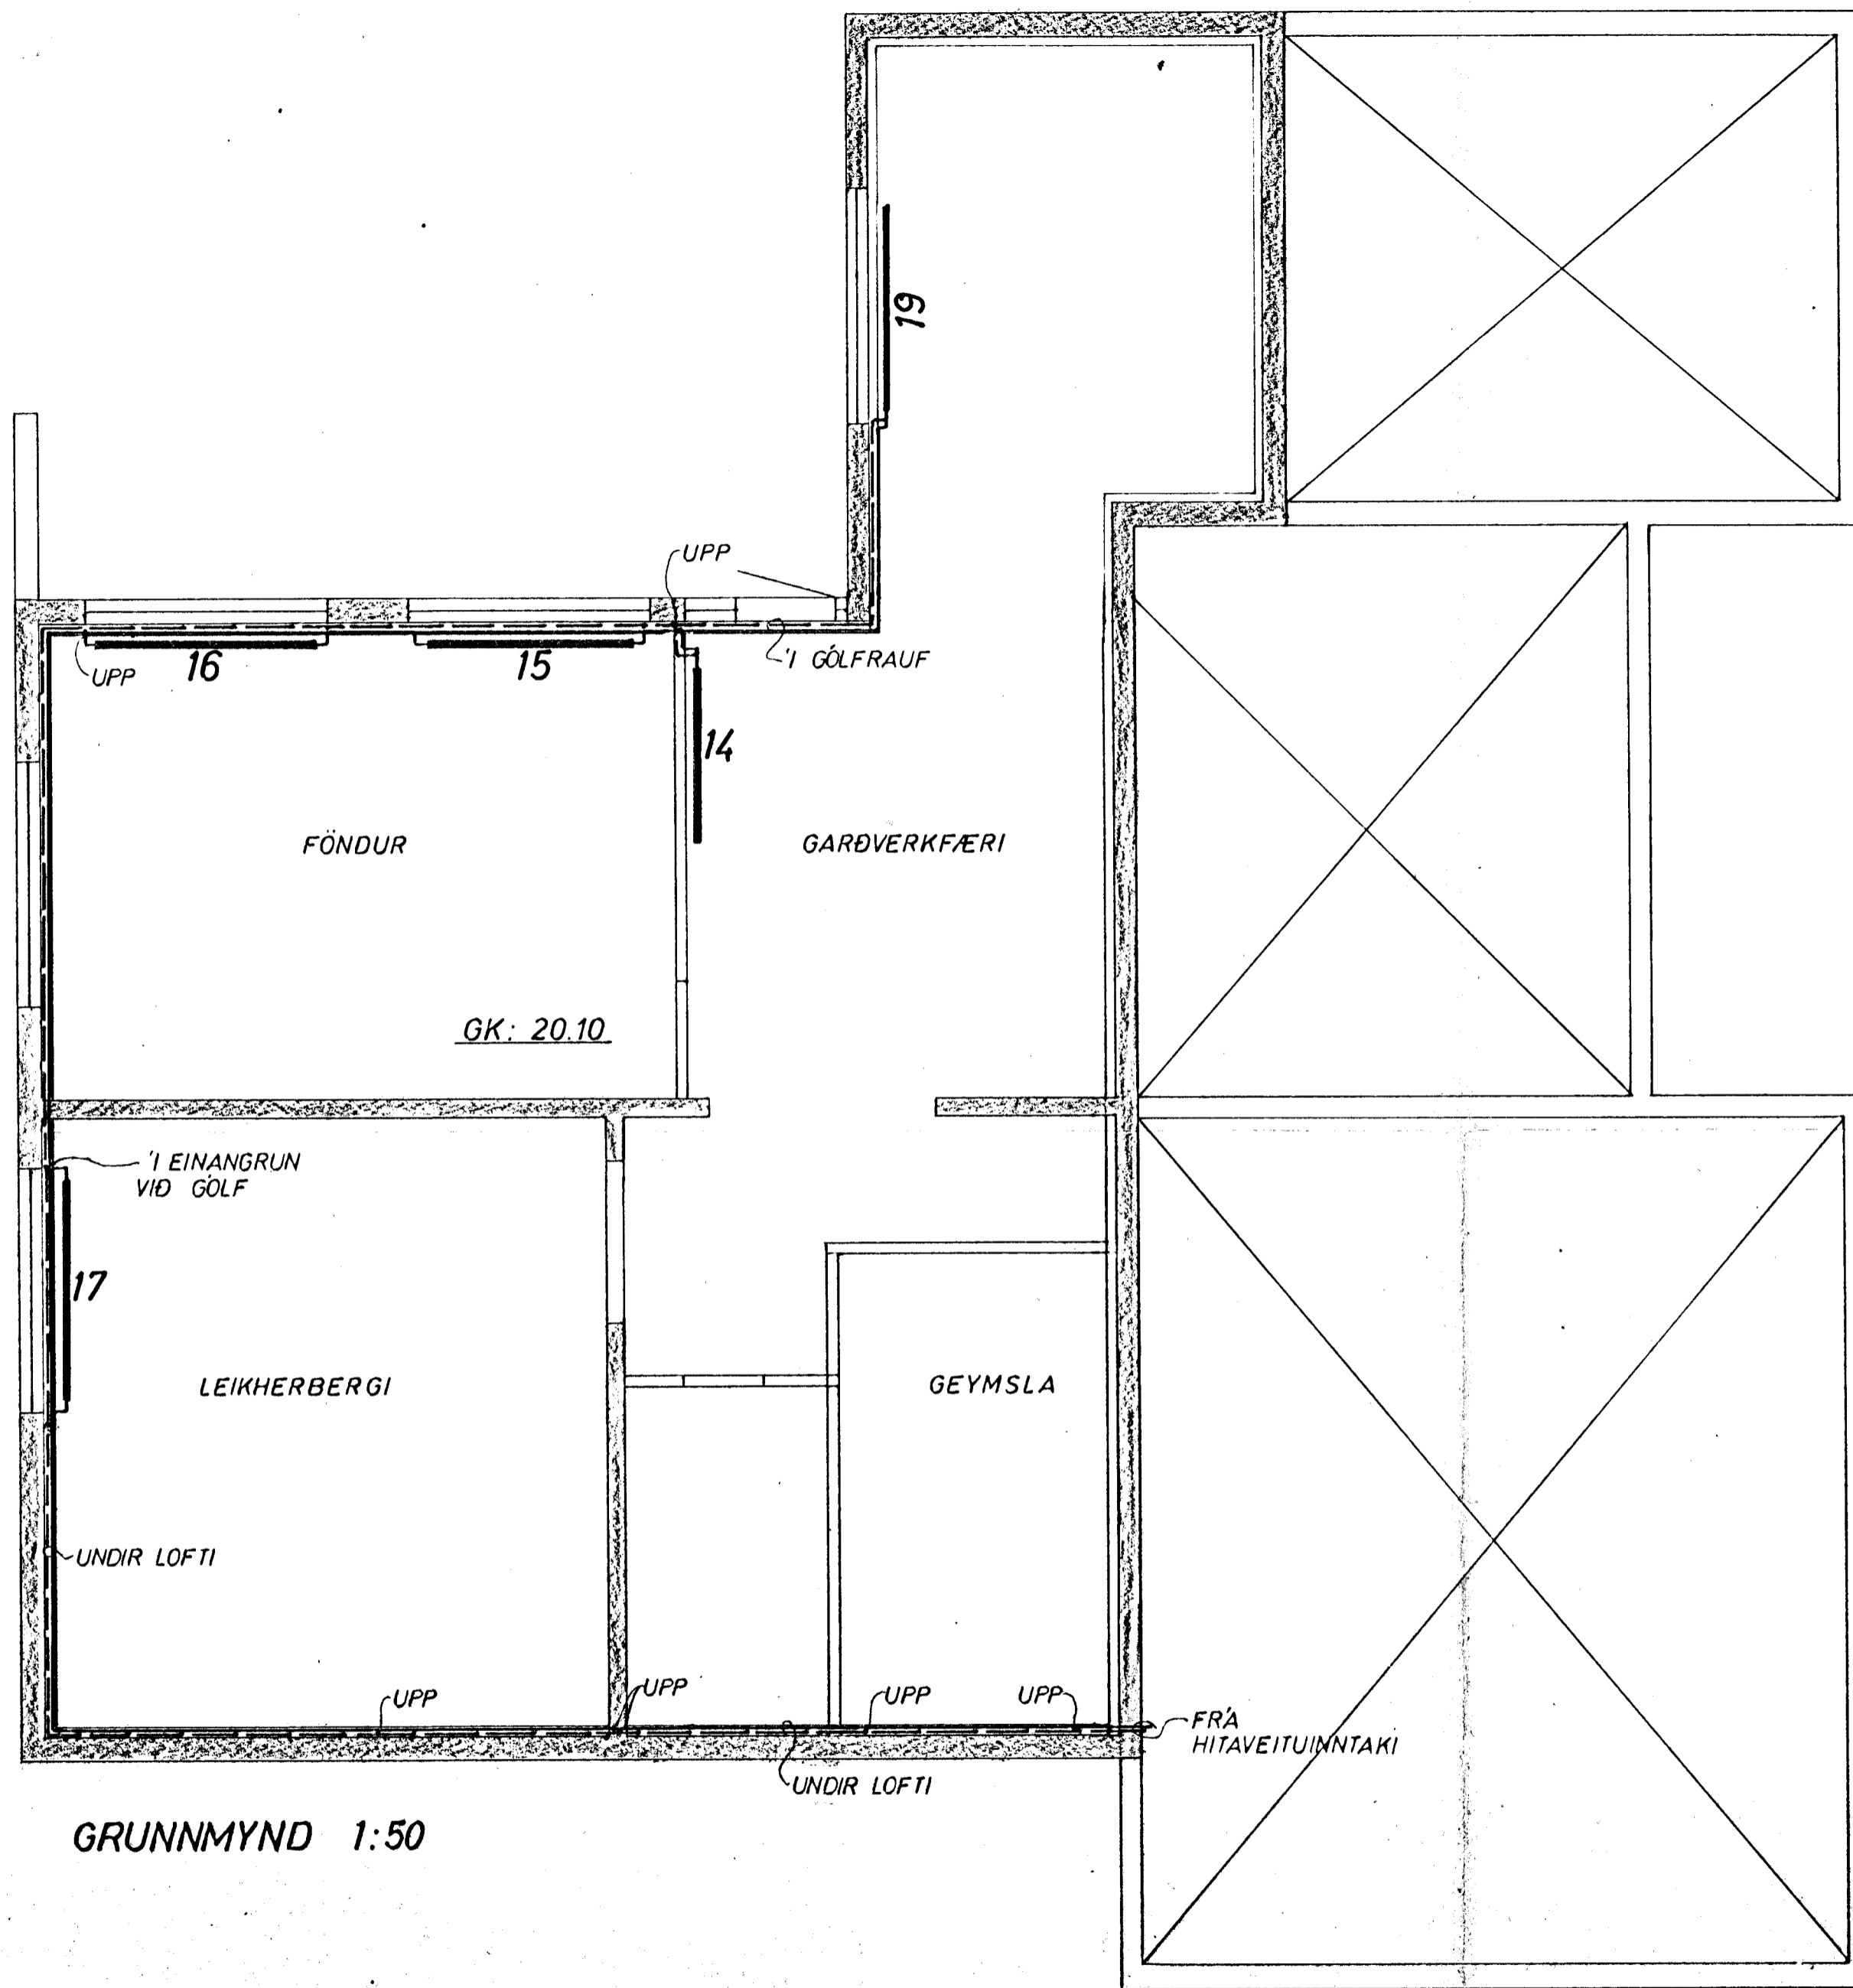 19
UPP
UPP
16
15
Í GÓLFRAUF
14
FÖNDUR
GARÐVERKFÆRI
GK: 20.10
Í EINANGRUN
VIÐ GÓLF
17
LEIKHERBERGI
GEYMSLA
UNDIR LOFTI
UPP
UPP
UPP
UPP
FRÁ
HITAVEITUINNTAKI
UNDIR LOFTI
GRUNNMYND 1:50